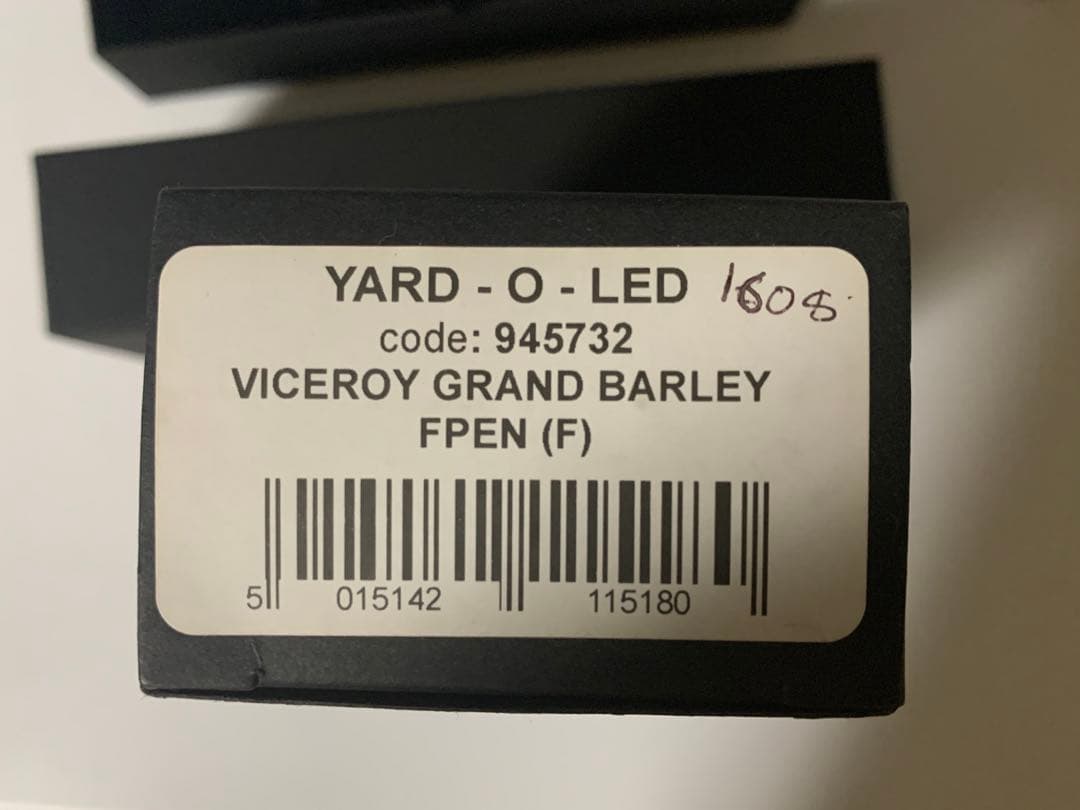 YARD - O - LED 1608
code: 945732
VICEROY GRAND BARLEY
FPEN (F)
5 015142 115180